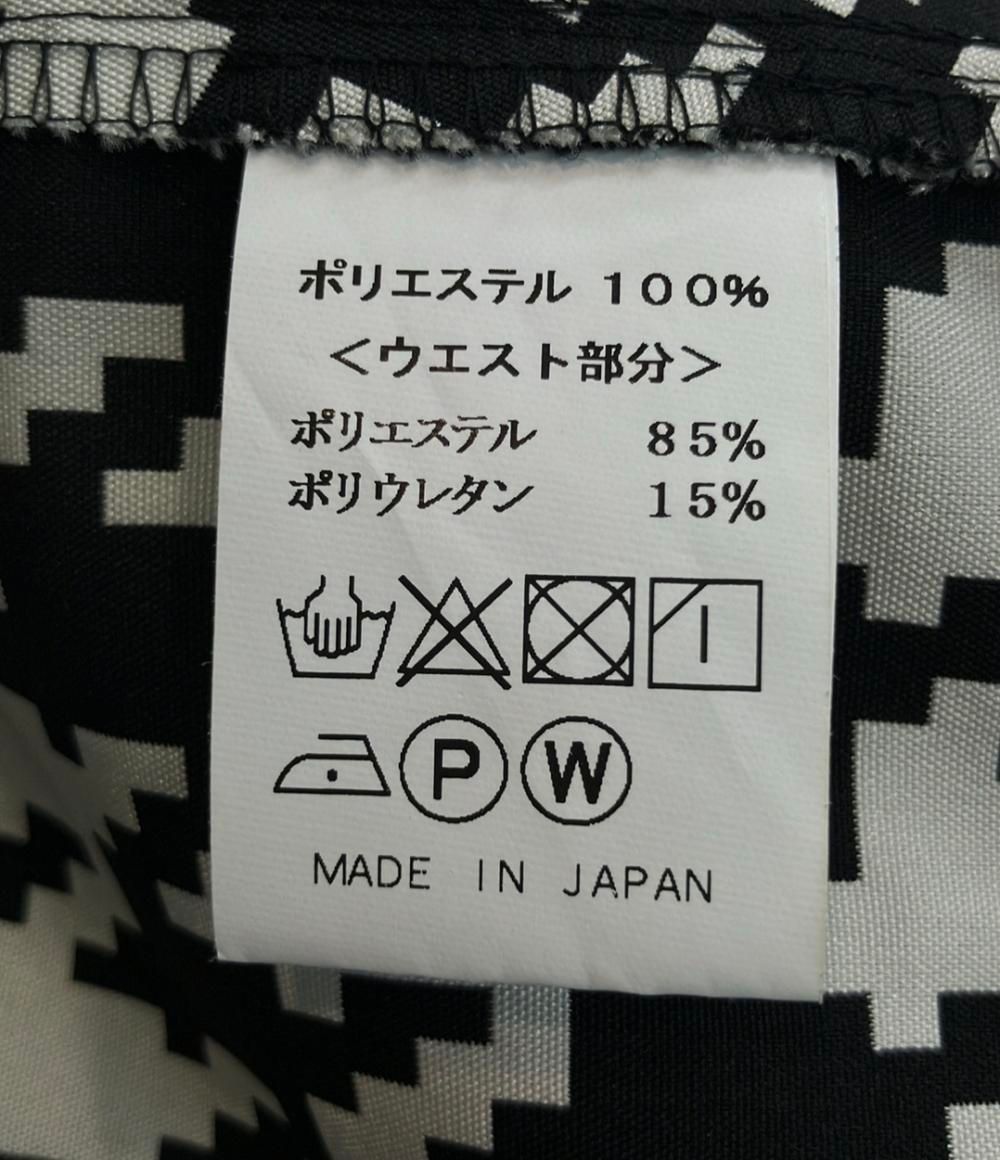 ポリエステル 100%
＜ウエスト部分＞
ポリエステル 85%
ポリウレタン 15%
P W
MADE IN JAPAN